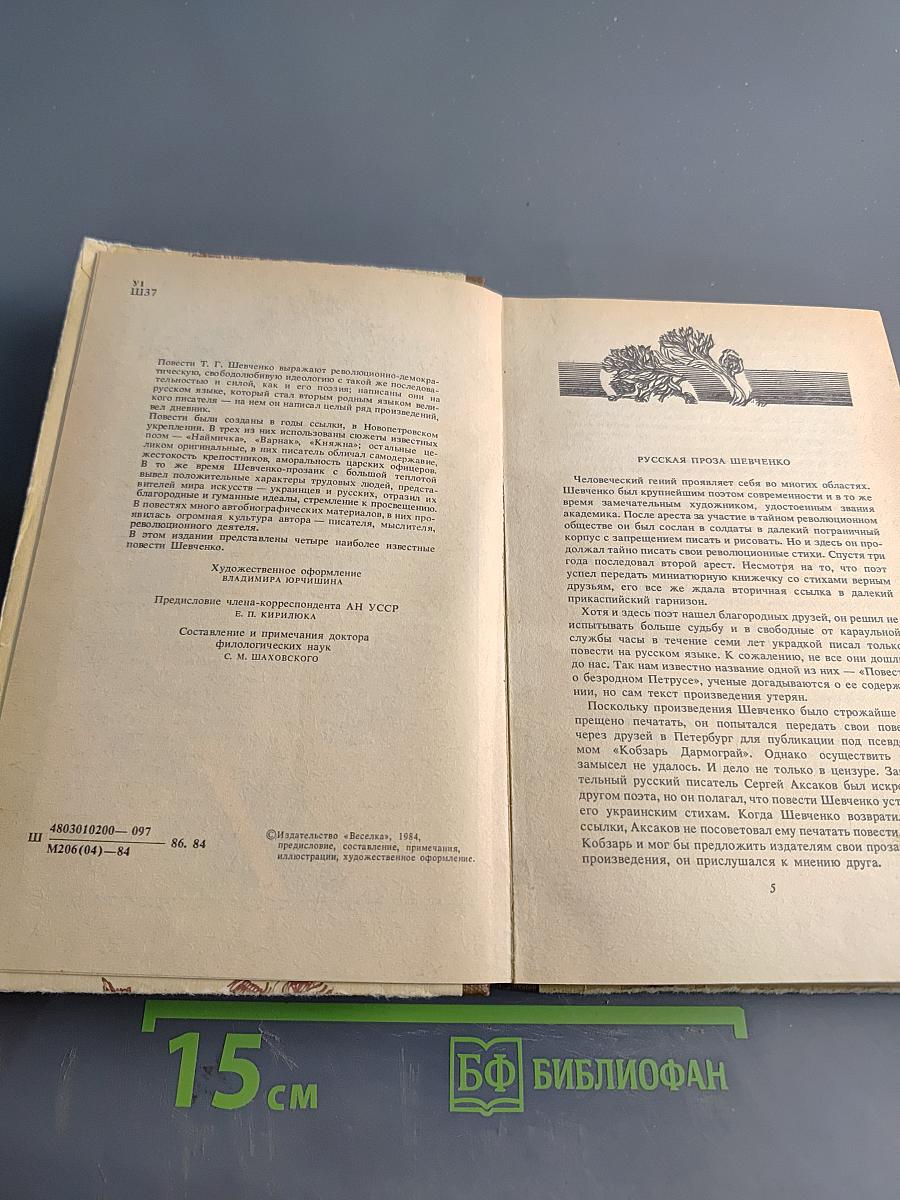 У1
Ш37
Повести Т. Г. Шевченко выражают революционно-демокра-
тическую, свободолюбивую идеологию с такой же последова-
тельностью и силой, как и его поэзия; написаны они на
русском языке, который стал вторым родным языком вели-
кого писателя — на нем он написал целый ряд произведений,
вел дневник.
Повести были созданы в годы ссылки, в Новопетровском
укреплении. В трех из них использованы сюжеты известных
поэм — «Наймичка», «Варнак», «Княжна»; остальные це-
ликом оригинальные, в них писатель обличал самодержавие,
жестокость крепостников, аморальность царских офицеров.
В то же время Шевченко-прозаик с большой теплотой
вывел положительные характеры трудовых людей, предста-
вителей мира искусств — украинцев и русских, отразил их
благородные и гуманные идеалы, стремление к просвещению.
В повестях много автобиографических материалов, в них про-
явилась огромная культура автора — писателя, мыслителя,
революционного деятеля.
В этом издании представлены четыре наиболее известные
повести Шевченко.
Художественное оформление
ВЛАДИМИРА ЮРЧИШИНА
Предисловие члена-корреспондента АН УССР
Е. П. КИРИЛЮКА
Составление и примечания доктора
филологических наук
С. М. ШАХОВСКОГО
Ш 4803010200—097 86. 84
М206(04)—84
©Издательство «Веселка», 1984,
предисловие, составление, примечания,
иллюстрации, художественное оформление.
РУССКАЯ ПРОЗА ШЕВЧЕНКО
Человеческий гений проявляет себя во многих областях.
Шевченко был крупнейшим поэтом современности и в то же
время замечательным художником, удостоенным звания
академика. После ареста за участие в тайном революционном
обществе он был сослан в солдаты в далекий пограничный
корпус с запрещением писать и рисовать. Но и здесь он про-
должал тайно писать свои революционные стихи. Спустя три
года последовал второй арест. Несмотря на то, что поэт
успел передать миниатюрную книжечку со стихами верным
друзьям, его все же ждала вторичная ссылка в далекий
прикаспийский гарнизон.
Хотя и здесь поэт нашел благородных друзей, он решил не
испытывать больше судьбу и в свободные от караульной
службы часы в течение семи лет украдкой писал только
повести на русском языке. К сожалению, не все они дошли
до нас. Так нам известно название одной из них — «Повест
о безродном Петрусе», ученые догадываются о ее содерж
нии, но сам текст произведения утерян.
Поскольку произведения Шевченко было строжайше
прещено печатать, он попытался передать свои пове
через друзей в Петербург для публикации под псевд
мом «Кобзарь Дармограй». Однако осуществить
замысел не удалось. И дело не только в цензуре. За
тельный русский писатель Сергей Аксаков был искре
другом поэта, но он полагал, что повести Шевченко уст
его украинским стихам. Когда Шевченко возвратил
ссылки, Аксаков не посоветовал ему печатать повести,
Кобзарь и мог бы предложить издателям свои проза
произведения, он прислушался к мнению друга.
5
15 см
БФ БИБЛИОФАН